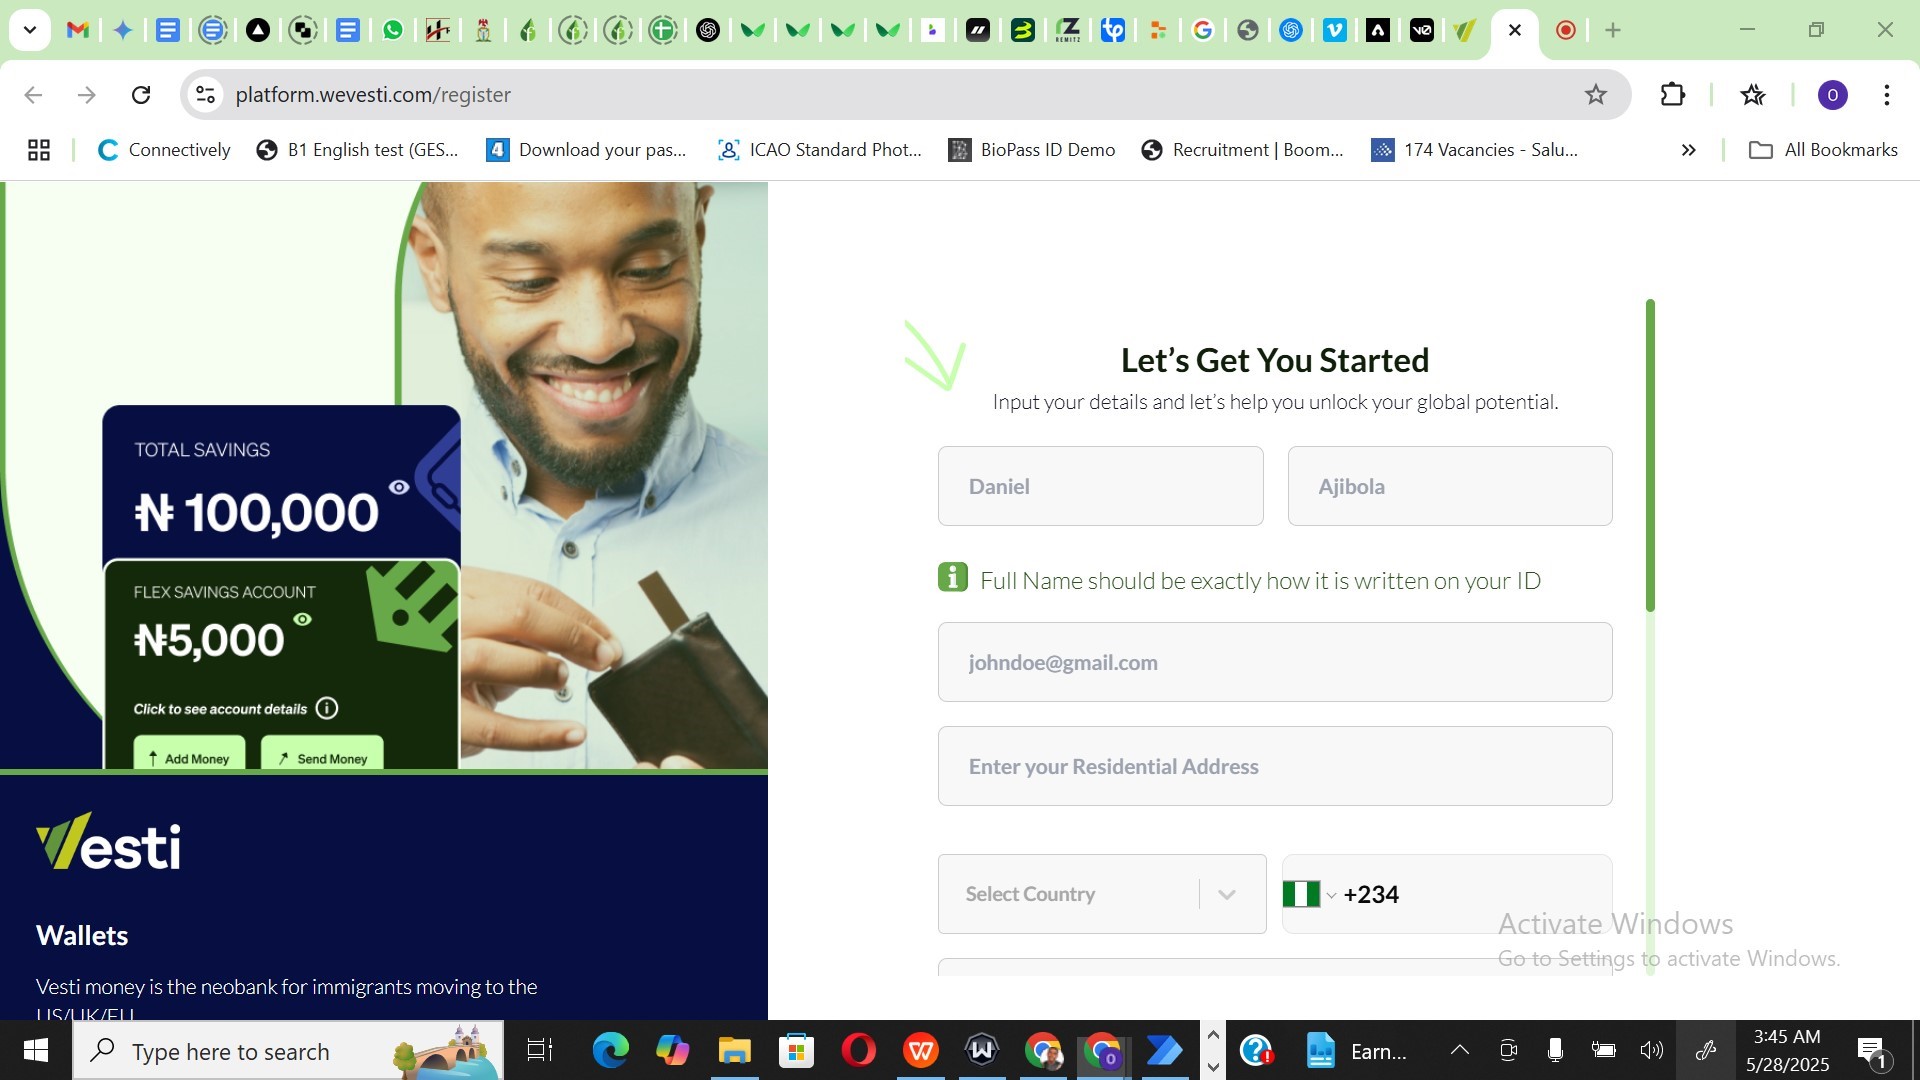 platform.wevesti.com/register
O
Connectively
B1 English test (GES...
Download your pas...
ICAO Standard Phot...
BioPass ID Demo
Recruitment | Boom...
174 Vacancies - Salu...
All Bookmarks
TOTAL SAVINGS
₦ 100,000
FLEX SAVINGS ACCOUNT
₦5,000
Click to see account details
Add Money
Send Money
Vesti
Wallets
Vesti money is the neobank for immigrants moving to the
US/UK/EU
Let’s Get You Started
Input your details and let’s help you unlock your global potential.
Daniel
Ajibola
Full Name should be exactly how it is written on your ID
johndoe@gmail.com
Enter your Residential Address
Select Country
+234
Activate Windows
Go to Settings to activate Windows.
Type here to search
Earn...
3:45 AM
5/28/2025
1